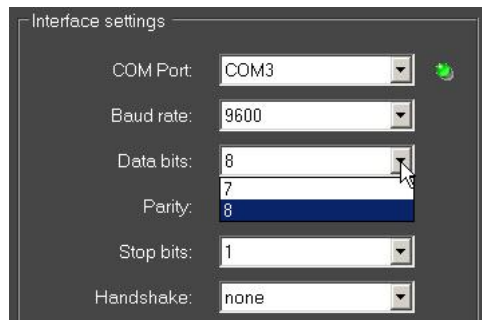 Interface settings
COM Port: COM3
Baud rate: 9600
Data bits: 8
7
Parity: 8
Stop bits: 1
Handshake: none